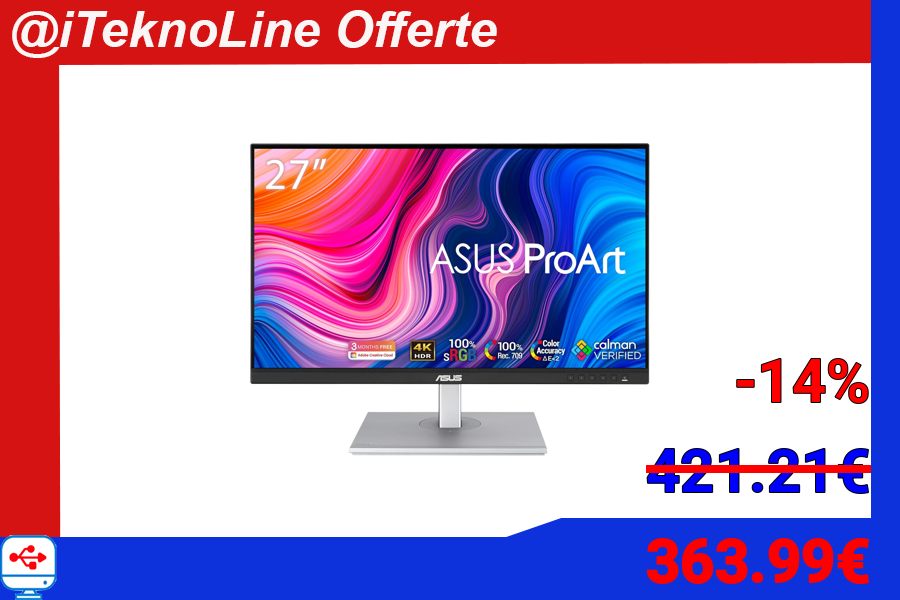 @iTeknoLine Offerte
27"
ASUS ProArt
3 MONTHS FREE
Adobe Creative Cloud
4K
HDR
100%
sRGB
100%
Rec. 709
Color
Accuracy
ΔE<2
calman
VERIFIED
ASUS
-14%
421.21€
363.99€